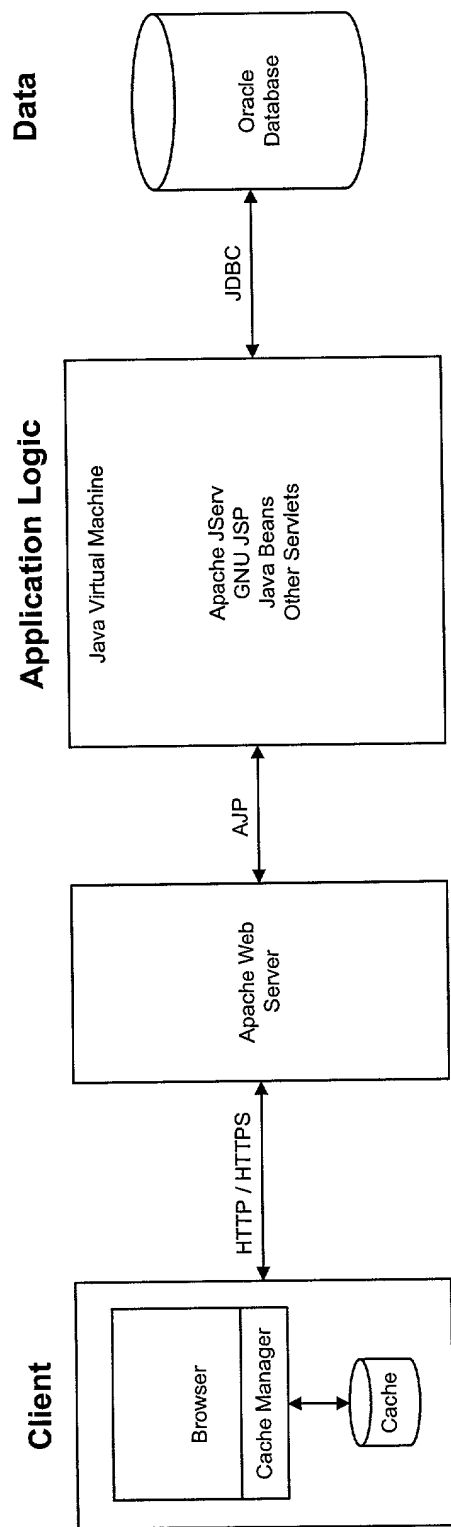 Client
Application Logic
Data
Browser
Cache Manager
Cache
HTTP / HTTPS
Apache Web
Server
AJP
Java Virtual Machine
Apache JServ
GNU JSP
Java Beans
Other Servlets
JDBC
Oracle
Database